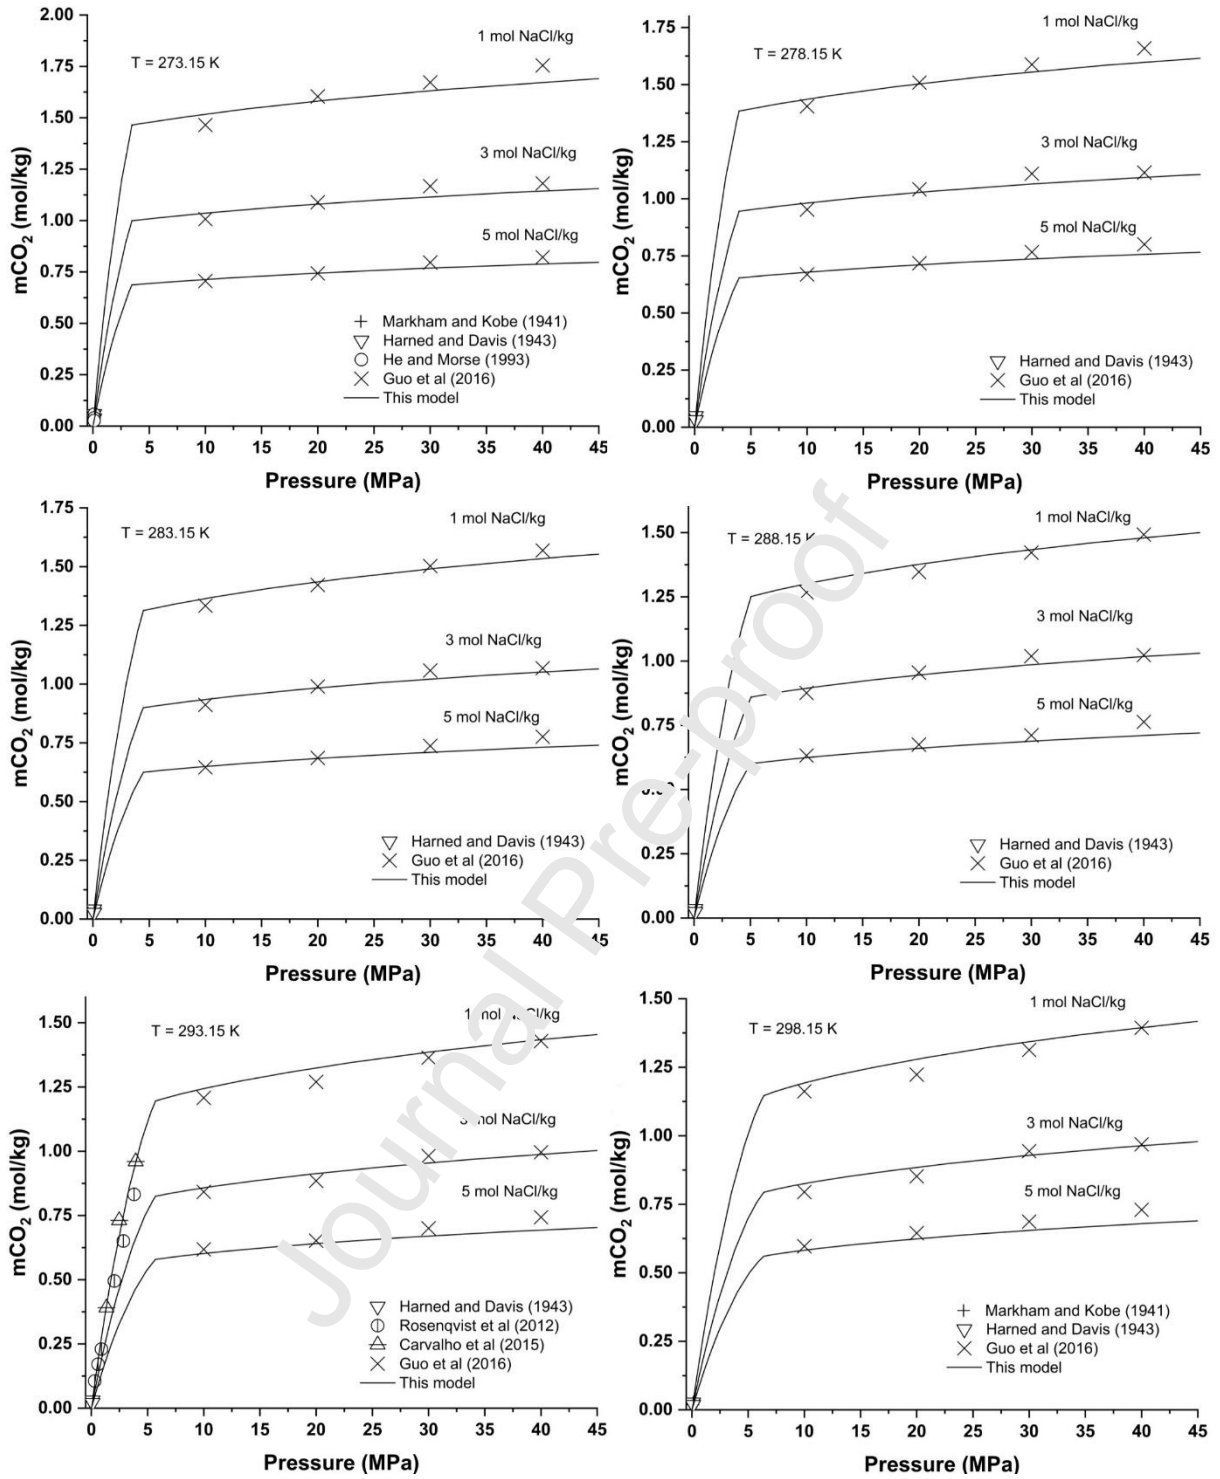 2.00
1.75
1.50
1.25
1.00
0.75
0.50
0.25
0.00
mCO2 (mol/kg)
T = 273.15 K
1 mol NaCl/kg
3 mol NaCl/kg
5 mol NaCl/kg
Markham and Kobe (1941)
Harned and Davis (1943)
He and Morse (1993)
Guo et al (2016)
This model
0 5 10 15 20 25 30 35 40 45
Pressure (MPa)
1.75
1.50
1.25
1.00
0.75
0.50
0.25
0.00
mCO2 (mol/kg)
T = 278.15 K
1 mol NaCl/kg
3 mol NaCl/kg
5 mol NaCl/kg
Harned and Davis (1943)
Guo et al (2016)
This model
0 5 10 15 20 25 30 35 40 45
Pressure (MPa)
1.75
1.50
1.25
1.00
0.75
0.50
0.25
0.00
mCO2 (mol/kg)
T = 283.15 K
1 mol NaCl/kg
3 mol NaCl/kg
5 mol NaCl/kg
Harned and Davis (1943)
Guo et al (2016)
This model
0 5 10 15 20 25 30 35 40 45
Pressure (MPa)
1.50
1.25
1.00
0.75
0.50
0.25
0.00
mCO2 (mol/kg)
T = 288.15 K
1 mol NaCl/kg
3 mol NaCl/kg
5 mol NaCl/kg
Harned and Davis (1943)
Guo et al (2016)
This model
0 5 10 15 20 25 30 35 40 45
Pressure (MPa)
1.50
1.25
1.00
0.75
0.50
0.25
0.00
mCO2 (mol/kg)
T = 293.15 K
1 mol NaCl/kg
3 mol NaCl/kg
5 mol NaCl/kg
Harned and Davis (1943)
Rosenqvist et al (2012)
Carvalho et al (2015)
Guo et al (2016)
This model
0 5 10 15 20 25 30 35 40 45
Pressure (MPa)
1.50
1.25
1.00
0.75
0.50
0.25
0.00
mCO2 (mol/kg)
T = 298.15 K
1 mol NaCl/kg
3 mol NaCl/kg
5 mol NaCl/kg
Markham and Kobe (1941)
Harned and Davis (1943)
Guo et al (2016)
This model
0 5 10 15 20 25 30 35 40 45
Pressure (MPa)
Journal Pre-proof